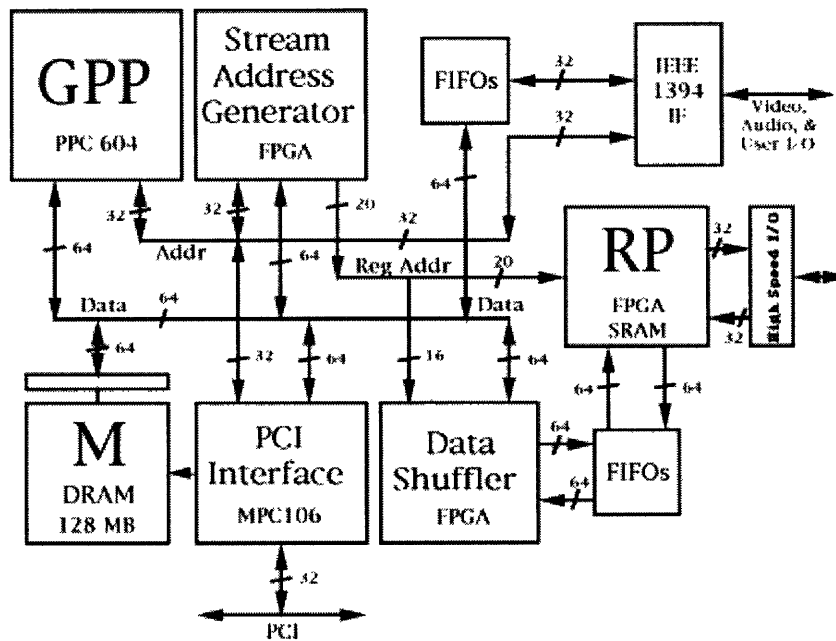 GPP
PPC 604
Stream
Address
Generator
FPGA
FIFOs
32
IEEE
1394
IF
Video,
Audio, &
User I/O
32
64
32
32
20
32
64
Addr
64
Reg Addr
20
RP
FPGA
SRAM
32
32
High Speed I/O
Data
64
Data
64
32
64
16
64
64
64
M
DRAM
128 MB
PCI
Interface
MPC106
Data
Shuffler
FPGA
64
64
FIFOs
32
PCI